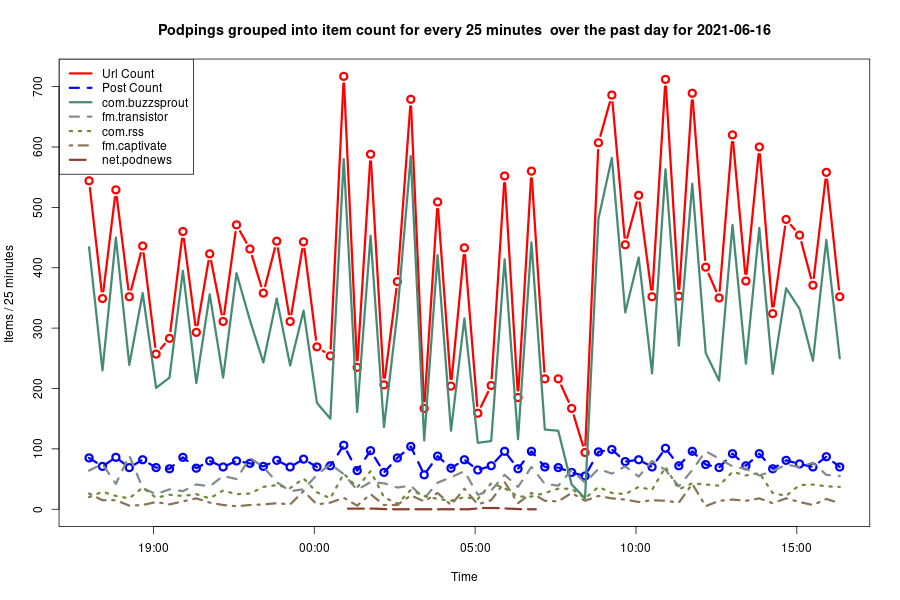 Podpings grouped into item count for every 25 minutes  over the past day for 2021-06-16
Url Count
Post Count
com.buzzsprout
fm.transistor
com.rss
fm.captivate
net.podnews
Items / 25 minutes
700
600
500
400
300
200
100
0
19:00
00:00
05:00
10:00
15:00
Time